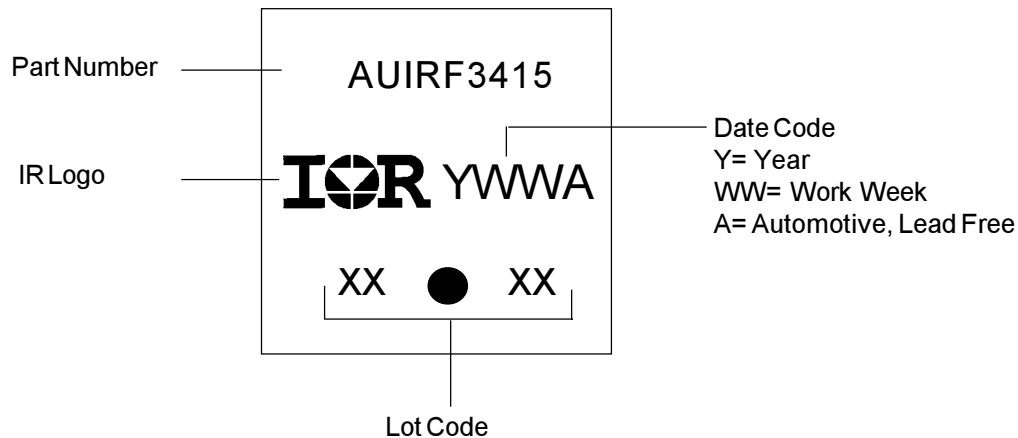 Part Number
AUIRF3415
IR Logo
IOR YWWA
Date Code
Y= Year
WW= Work Week
A= Automotive, Lead Free
XX ● XX
Lot Code